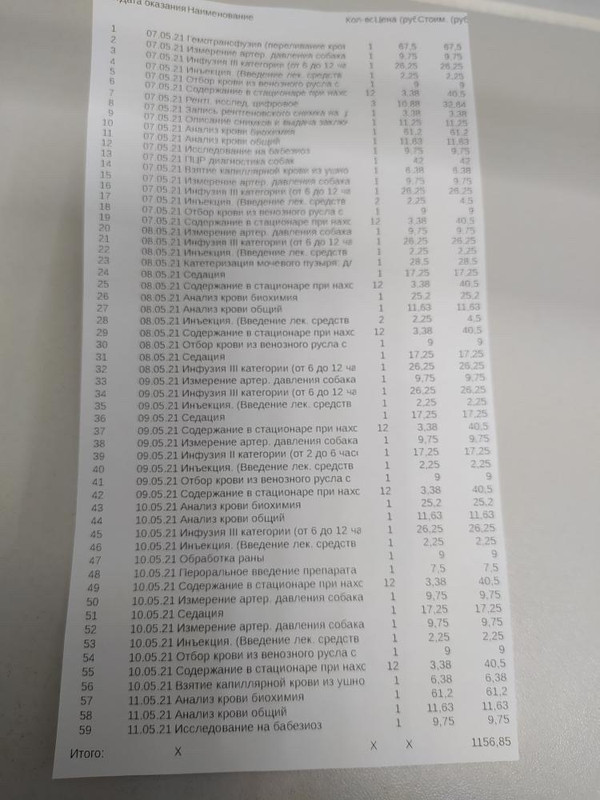 Дата оказания Наименование Кол-во Цена (руб Стоим. (руб
1 07.05.21 Гемотрансфузия (переливание кров 1 67,5 67,5
2 07.05.21 Измерение артер. давления собака 1 9,75 9,75
3 07.05.21 Инфузия III категории (от 6 до 12 ча 1 26,25 26,25
4 07.05.21 Инъекция. (Введение лек. средств 1 2,25 2,25
5 07.05.21 Отбор крови из венозного русла с 1 9 9
6 07.05.21 Содержание в стационаре при нахс 12 3,38 40,5
7 07.05.21 Рент. исслед. цифровое 3 10,88 32,64
8 07.05.21 Запись рентгеновского снимка на 1 3,38 3,38
9 07.05.21 Описание снимков и выдача заклю 1 11,25 11,25
10 07.05.21 Анализ крови биохимия 1 61,2 61,2
11 07.05.21 Анализ крови общий 1 11,63 11,63
12 07.05.21 Исследование на бабезиоз 1 9,75 9,75
13 07.05.21 ПЦР диагностика собак 1 42 42
14 07.05.21 Взятие капиллярной крови из ушно 1 6,38 6,38
15 07.05.21 Измерение артер. давления собака 1 9,75 9,75
16 07.05.21 Инфузия III категории (от 6 до 12 ча 1 26,25 26,25
17 07.05.21 Инъекция. (Введение лек. средств 2 2,25 4,5
18 07.05.21 Отбор крови из венозного русла с 1 9 9
19 07.05.21 Содержание в стационаре при нахс 12 3,38 40,5
20 08.05.21 Измерение артер. давления собака 1 9,75 9,75
21 08.05.21 Инфузия III категории (от 6 до 12 ча 1 26,25 26,25
22 08.05.21 Инъекция. (Введение лек. средств 1 2,25 2,25
23 08.05.21 Катетеризация мочевого пузыря: д/ 1 28,5 28,5
24 08.05.21 Седация 1 17,25 17,25
25 08.05.21 Содержание в стационаре при нахс 12 3,38 40,5
26 08.05.21 Анализ крови биохимия 1 25,2 25,2
27 08.05.21 Анализ крови общий 1 11,63 11,63
28 08.05.21 Инъекция. (Введение лек. средств 2 2,25 4,5
29 08.05.21 Содержание в стационаре при нахс 12 3,38 40,5
30 08.05.21 Отбор крови из венозного русла с 1 9 9
31 08.05.21 Седация 1 17,25 17,25
32 08.05.21 Инфузия III категории (от 6 до 12 ча 1 26,25 26,25
33 09.05.21 Измерение артер. давления собака 1 9,75 9,75
34 09.05.21 Инфузия III категории (от 6 до 12 ча 1 26,25 26,25
35 09.05.21 Инъекция. (Введение лек. средств 1 2,25 2,25
36 09.05.21 Седация 1 17,25 17,25
37 09.05.21 Содержание в стационаре при нахс 12 3,38 40,5
38 09.05.21 Измерение артер. давления собака 1 9,75 9,75
39 09.05.21 Инфузия II категории (от 2 до 6 часс 1 17,25 17,25
40 09.05.21 Инъекция. (Введение лек. средств 1 2,25 2,25
41 09.05.21 Отбор крови из венозного русла с 1 9 9
42 09.05.21 Содержание в стационаре при нахс 12 3,38 40,5
43 10.05.21 Анализ крови биохимия 1 25,2 25,2
44 10.05.21 Анализ крови общий 1 11,63 11,63
45 10.05.21 Инфузия III категории (от 6 до 12 ча 1 26,25 26,25
46 10.05.21 Инъекция. (Введение лек. средств 1 2,25 2,25
47 10.05.21 Обработка раны 1 9 9
48 10.05.21 Пероральное введение препарата 1 7,5 7,5
49 10.05.21 Содержание в стационаре при нахс 12 3,38 40,5
50 10.05.21 Измерение артер. давления собака 1 9,75 9,75
51 10.05.21 Седация 1 17,25 17,25
52 10.05.21 Измерение артер. давления собака 1 9,75 9,75
53 10.05.21 Инъекция. (Введение лек. средств 1 2,25 2,25
54 10.05.21 Отбор крови из венозного русла с 1 9 9
55 10.05.21 Содержание в стационаре при нахс 12 3,38 40,5
56 10.05.21 Взятие капиллярной крови из ушно 1 6,38 6,38
57 11.05.21 Анализ крови биохимия 1 61,2 61,2
58 11.05.21 Анализ крови общий 1 11,63 11,63
59 11.05.21 Исследование на бабезиоз 1 9,75 9,75
Итого: X X X 1156,85